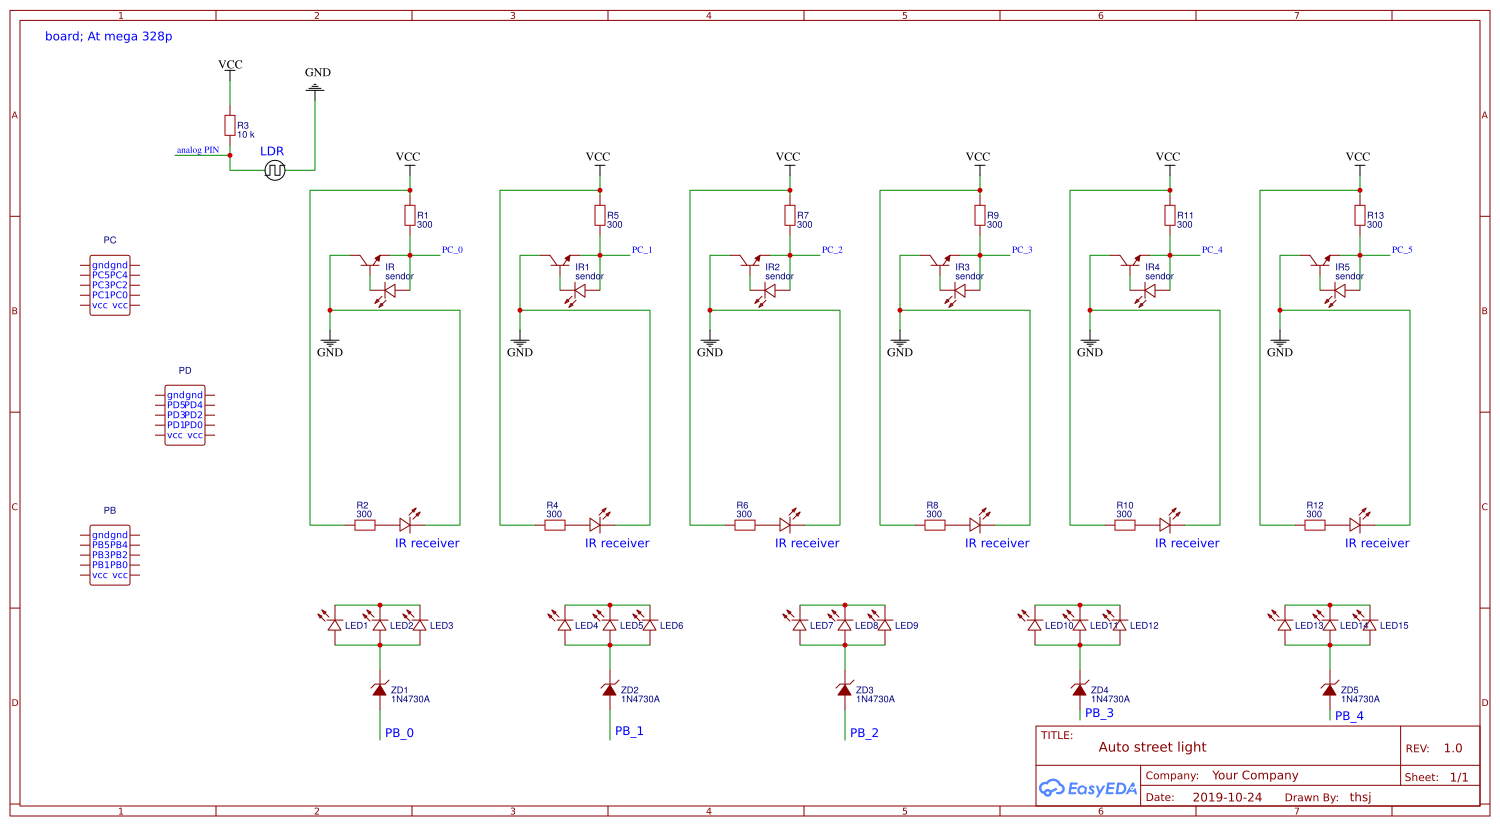 1 2 3 4 5 6 7
A A
B B
C C
D D
board; At mega 328p
VCC
GND
R3
10 k
analog PIN
LDR
VCC VCC VCC VCC VCC VCC
R1 R5 R7 R9 R11 R13
300 300 300 300 300 300
PC_0 PC_1 PC_2 PC_3 PC_4 PC_5
IR IR1 IR2 IR3 IR4 IR5
sendor sendor sendor sendor sendor sendor
GND GND GND GND GND GND
PC
gndgnd
PC5PC4
PC3PC2
PC1PC0
vcc vcc
PD
gndgnd
PD5PD4
PD3PD2
PD1PD0
vcc vcc
PB
gndgnd
PB5PB4
PB3PB2
PB1PB0
vcc vcc
R2 R4 R6 R8 R10 R12
300 300 300 300 300 300
IR receiver IR receiver IR receiver IR receiver IR receiver IR receiver
LED1 LED2 LED3 LED4 LED5 LED6 LED7 LED8 LED9 LED10 LED11 LED12 LED13 LED14 LED15
ZD1 ZD2 ZD3 ZD4 ZD5
1N4730A 1N4730A 1N4730A 1N4730A 1N4730A
PB_0 PB_1 PB_2 PB_3 PB_4
TITLE:
Auto street light
REV: 1.0
EasyEDA
Company: Your Company
Sheet: 1/1
Date: 2019-10-24 Drawn By: thsj
1 2 3 4 5 6 7